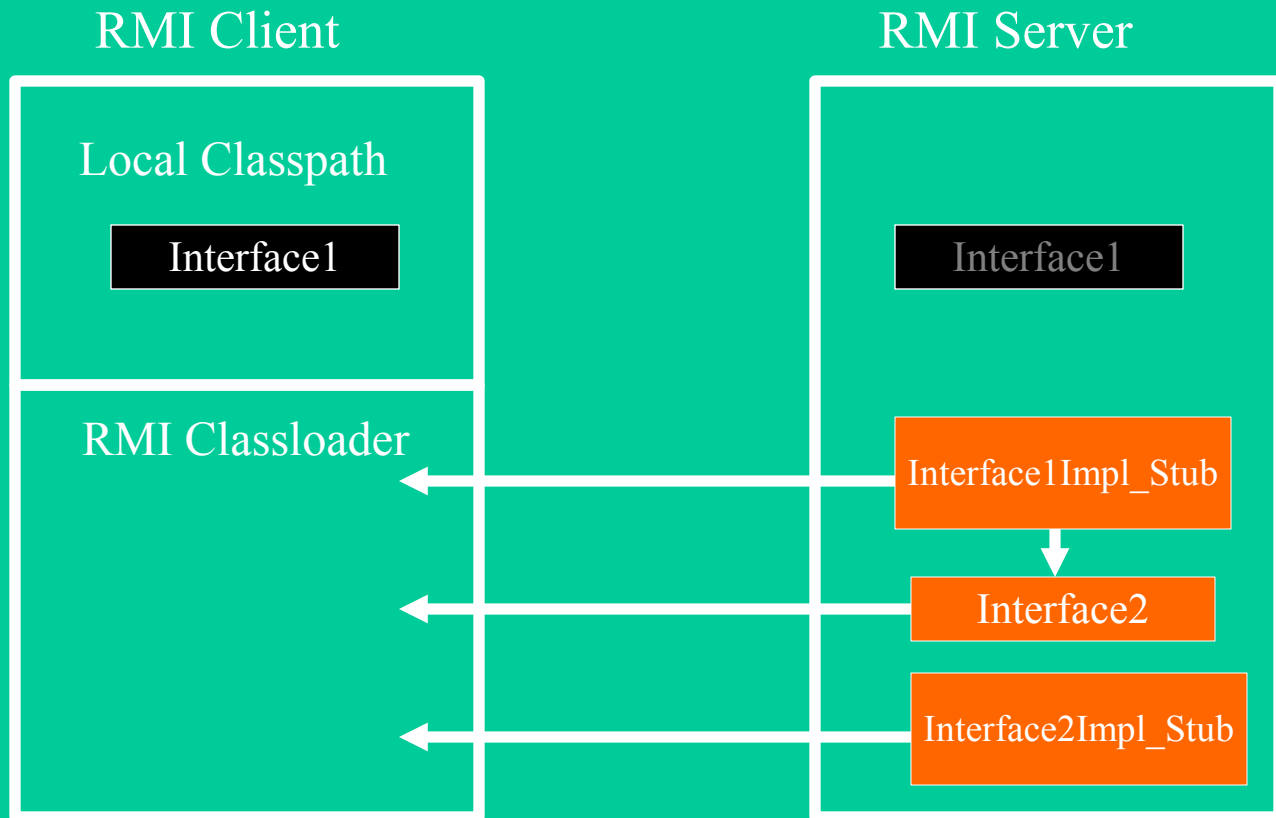 RMI Client
RMI Server
Local Classpath
Interface1
Interface1
RMI Classloader
Interface1Impl_Stub
Interface2
Interface2Impl_Stub